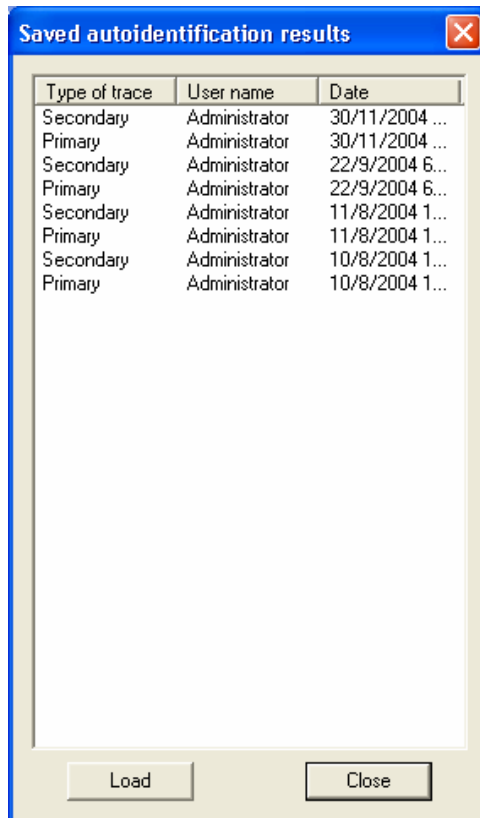 Saved autoidentification results
Type of trace User name Date
Secondary Administrator 30/11/2004 ...
Primary Administrator 30/11/2004 ...
Secondary Administrator 22/9/2004 6...
Primary Administrator 22/9/2004 6...
Secondary Administrator 11/8/2004 1...
Primary Administrator 11/8/2004 1...
Secondary Administrator 10/8/2004 1...
Primary Administrator 10/8/2004 1...
Load Close